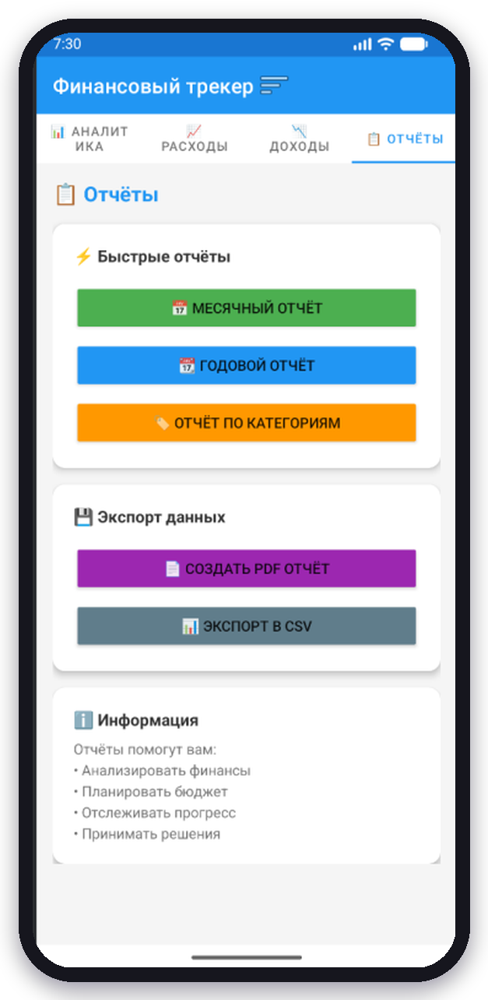 7:30
Финансовый трекер
📊 АНАЛИТ
ИКА
📈
РАСХОДЫ
📉
ДОХОДЫ
📋 ОТЧЁТЫ
📋 Отчёты
⚡ Быстрые отчёты
📅 МЕСЯЧНЫЙ ОТЧЁТ
📆 ГОДОВОЙ ОТЧЁТ
🏷️ ОТЧЁТ ПО КАТЕГОРИЯМ
💾 Экспорт данных
📄 СОЗДАТЬ PDF ОТЧЁТ
📊 ЭКСПОРТ В CSV
ℹ️ Информация
Отчёты помогут вам:
• Анализировать финансы
• Планировать бюджет
• Отслеживать прогресс
• Принимать решения